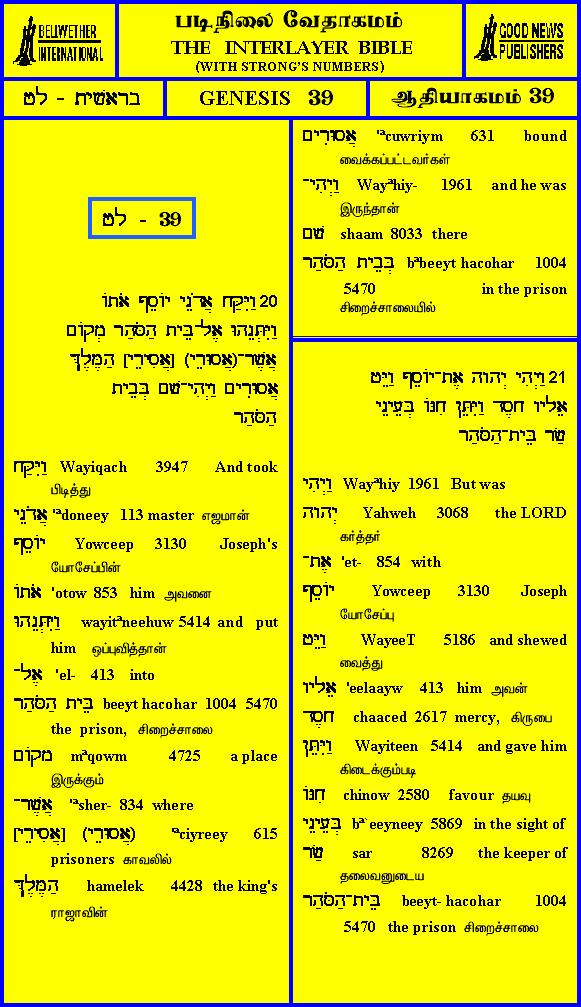 BELLWETHER
INTERNATIONAL
படிநிலை வேதாகமம்
THE INTERLAYER BIBLE
(WITH STRONG'S NUMBERS)
GOOD NEWS
PUBLISHERS
בראשית - לט
GENESIS 39
ஆதியாகமம் 39
לט - 39
20 וַיִּקַּח אֲדֹנֵי יוֹסֵף אֹתוֹ
וַיִּתְּנֵהוּ אֶל־בֵּית הַסֹּהַר מְקוֹם
אֲשֶׁר־(אֲסוּרֵי) [אֲסִירֵי] הַמֶּלֶךְ
אֲסוּרִים וַיְהִי־שָׁם בְּבֵית
הַסֹּהַר
וַיִּקַּח Wayiqach 3947 And took
பிடித்து
אֲדֹנֵי 'ªdoneey 113 master எஜமான்
יוֹסֵף Yowceep 3130 Joseph's
யோசேப்பின்
אֹתוֹ 'otow 853 him அவனை
וַיִּתְּנֵהוּ wayitªneehuw 5414 and put
him ஒப்புவித்தான்
אֶל־ 'el- 413 into
בֵּית הַסֹּהַר beeyt hacohar 1004 5470
the prison, சிறைச்சாலை
מְקוֹם mªqowm 4725 a place
இருக்கும்
אֲשֶׁר־ 'ªsher- 834 where
[אֲסִירֵי] (אֲסוּרֵי) 'ªciyreey 615
prisoners காவலில்
הַמֶּלֶךְ hamelek 4428 the king's
ராஜாவின்
אֲסוּרִים 'ªcuwriym 631 bound
வைக்கப்பட்டவர்கள்
וַיְהִי־ Wayªhiy- 1961 and he was
இருந்தான்
שָׁם shaam 8033 there
בְּבֵית הַסֹּהַר bªbeeyt hacohar 1004
5470 in the prison
சிறைச்சாலையில்
21 וַיְהִי יְהוָה אֶת־יוֹסֵף וַיֵּט
אֵלָיו חָסֶד וַיִּתֵּן חִנּוֹ בְּעֵינֵי
שַׂר בֵּית־הַסֹּהַר
וַיְהִי Wayªhiy 1961 But was
יְהוָה Yahweh 3068 the LORD
கர்த்தர்
אֶת־ 'et- 854 with
יוֹסֵף Yowceep 3130 Joseph
யோசேப்பு
וַיֵּט WayeeT 5186 and shewed
வைத்து
אֵלָיו 'eelaayw 413 him அவன்
חָסֶד chaaced 2617 mercy, கிருபை
וַיִּתֵּן Wayiteen 5414 and gave him
கிடைக்கும்படி
חִנּוֹ chinow 2580 favour தயவு
בְּעֵינֵי bª`eeyneey 5869 in the sight of
שַׂר sar 8269 the keeper of
தலைவனுடைய
בֵּית־הַסֹּהַר beeyt- hacohar 1004
5470 the prison சிறைச்சாலை